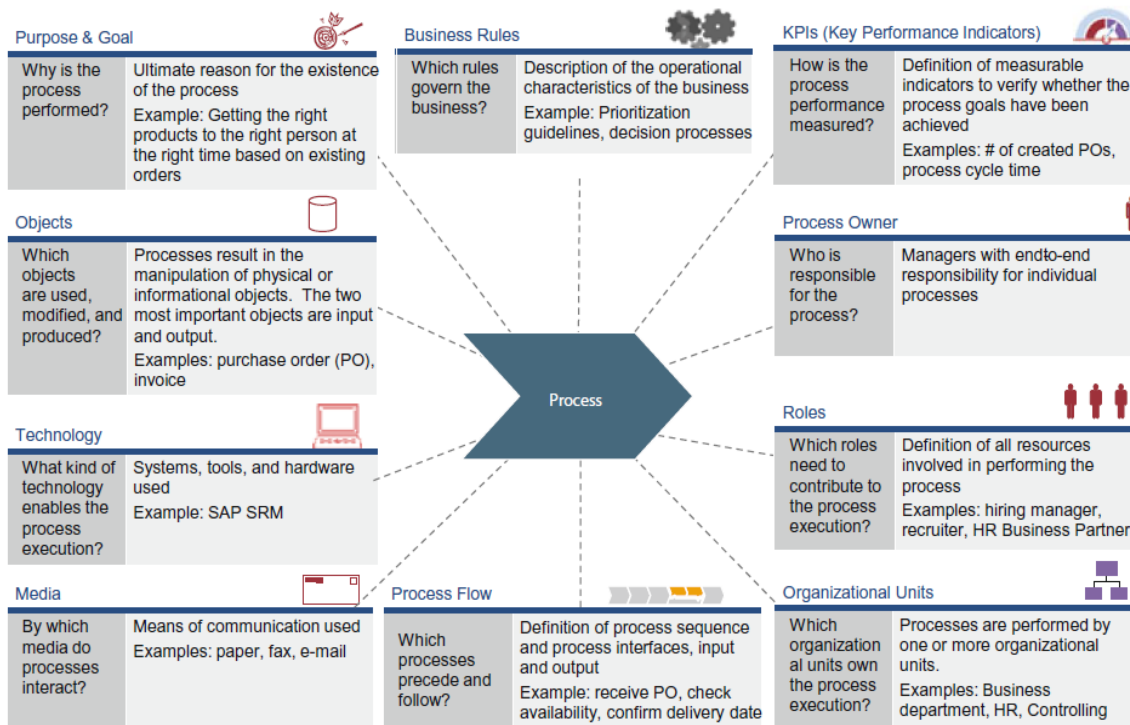 Purpose & Goal
Why is the
process
performed?
Ultimate reason for the existence
of the process
Example: Getting the right
products to the right person at
the right time based on existing
orders
Business Rules
Which rules
govern the
business?
Description of the operational
characteristics of the business
Example: Prioritization
guidelines, decision processes
KPIs (Key Performance Indicators)
How is the
process
performance
measured?
Definition of measurable
indicators to verify whether the
process goals have been
achieved
Examples: # of created POs,
process cycle time
Objects
Which
objects
are used,
modified, and
produced?
Processes result in the
manipulation of physical or
informational objects. The two
most important objects are input
and output.
Examples: purchase order (PO),
invoice
Process Owner
Who is
responsible
for the
process?
Managers with endto-end
responsibility for individual
processes
Process
Technology
What kind of
technology
enables the
process
execution?
Systems, tools, and hardware
used
Example: SAP SRM
Roles
Which roles
need to
contribute to
the process
execution?
Definition of all resources
involved in performing the
process
Examples: hiring manager,
recruiter, HR Business Partner
Media
By which
media do
processes
interact?
Means of communication used
Examples: paper, fax, e-mail
Process Flow
Which
processes
precede and
follow?
Definition of process sequence
and process interfaces, input
and output
Example: receive PO, check
availability, confirm delivery date
Organizational Units
Which
organization
al units own
the process
execution?
Processes are performed by
one or more organizational
units.
Examples: Business
department, HR, Controlling